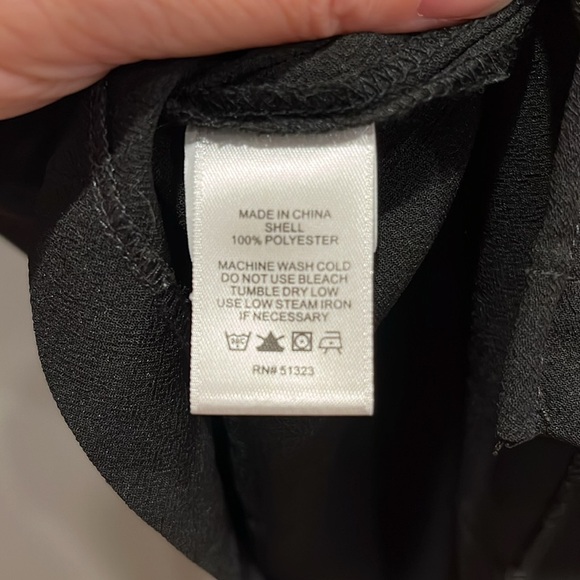 MADE IN CHINA
SHELL
100% POLYESTER
MACHINE WASH COLD
DO NOT USE BLEACH
TUMBLE DRY LOW
USE LOW STEAM IRON
IF NECESSARY
RN# 51323